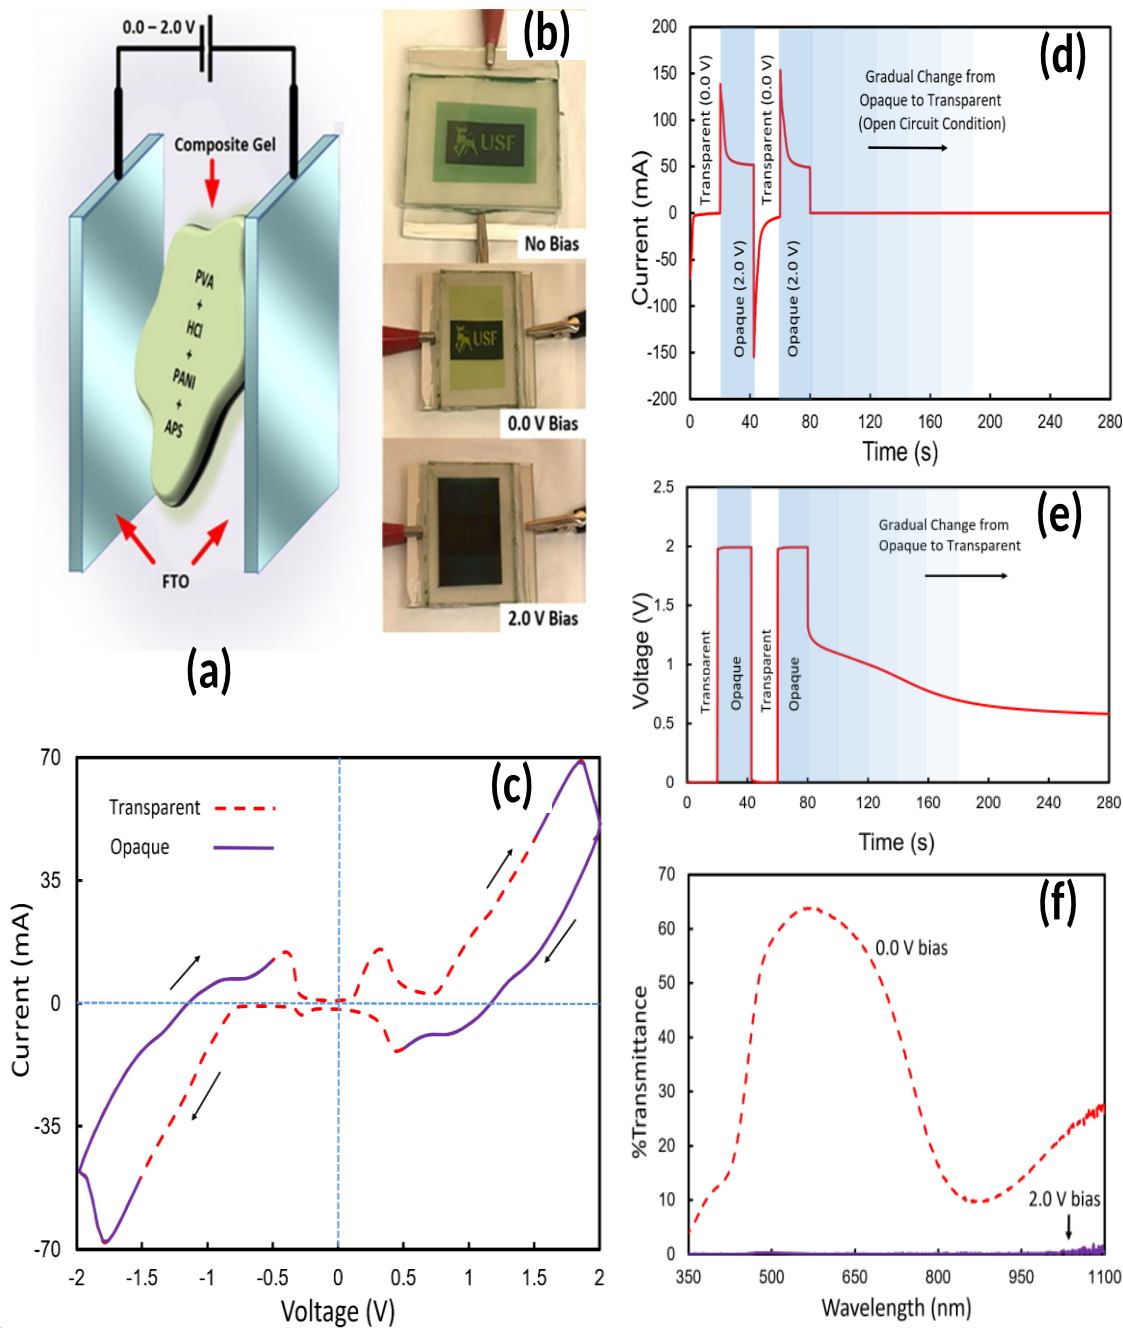 0.0 – 2.0 V
Composite Gel
PVA
+
HCl
+
PANI
+
APS
FTO
(a)
(b)
USF
No Bias
USF
0.0 V Bias
2.0 V Bias
(c)
70
35
0
-35
-70
Current (mA)
Transparent
Opaque
-2
-1.5
-1
-0.5
0
0.5
1
1.5
2
Voltage (V)
(d)
200
150
100
50
0
-50
-100
-150
-200
Current (mA)
Transparent (0.0 V)
Opaque (2.0 V)
Transparent (0.0 V)
Opaque (2.0 V)
Gradual Change from
Opaque to Transparent
(Open Circuit Condition)
0
40
80
120
160
200
240
280
Time (s)
(e)
2.5
2
1.5
1
0.5
0
Voltage (V)
Transparent
Opaque
Transparent
Opaque
Gradual Change from
Opaque to Transparent
0
40
80
120
160
200
240
280
Time (s)
(f)
70
60
50
40
30
20
10
0
%Transmittance
0.0 V bias
2.0 V bias
350
500
650
800
950
1100
Wavelength (nm)